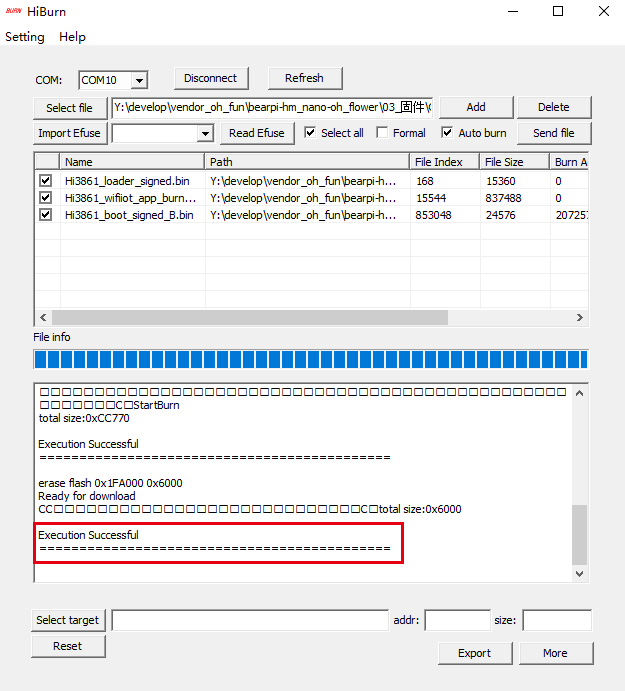 BURN HiBurn
Setting Help
COM: COM10 Disconnect Refresh
Select file Y:\develop\vendor_oh_fun\bearpi-hm_nano-oh_flower\03_固件\ Add Delete
Import Efuse Read Efuse Select all Formal Auto burn Send file
Name Path File Index File Size Burn A
Hi3861_loader_signed.bin Y:\develop\vendor_oh_fun\bearpi-h... 168 15360 0
Hi3861_wifiiot_app_burn... Y:\develop\vendor_oh_fun\bearpi-h... 15544 837488 0
Hi3861_boot_signed_B.bin Y:\develop\vendor_oh_fun\bearpi-h... 853048 24576 20725
File info
□□□□□□□□□□□□□□□□□□□□□□□□□□□□□□□□□□□□□□□□□□□□
□□□□□□□C□StartBurn
total size:0xCC770
Execution Successful
============================================
erase flash 0x1FA000 0x6000
Ready for download
CC□□□□□□□□□□□□□□□□□□□□□□□□□□C□total size:0x6000
Execution Successful
============================================
Select target addr: size:
Reset
Export More